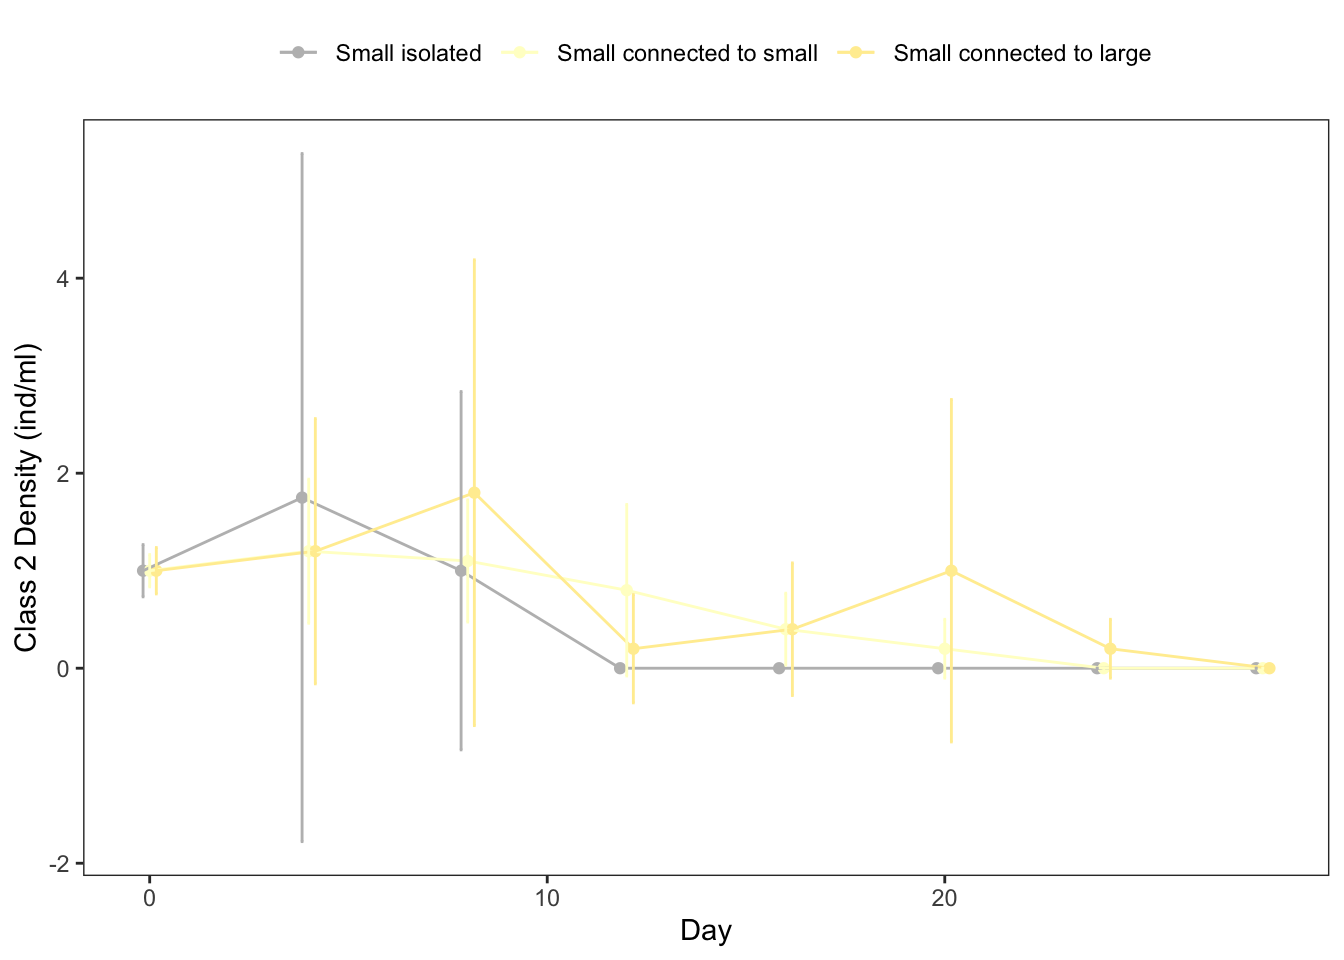 Small isolated Small connected to small Small connected to large
Class 2 Density (ind/ml)
4
2
0
-2
0 10 20
Day